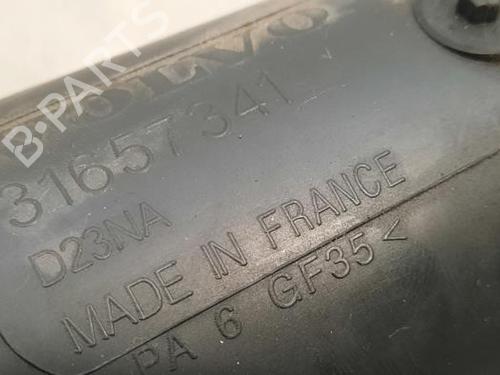 VOLVO
31657341
D23NA
MADE IN FRANCE
PA 6 GF35<
B-PARTS